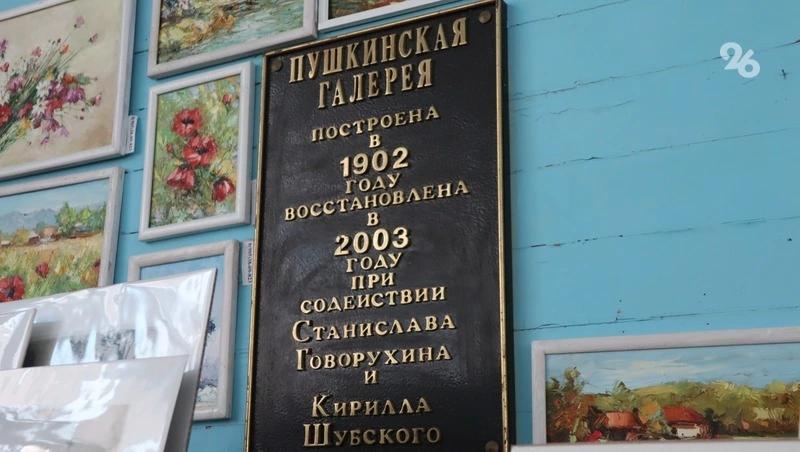 ПУШКИНСКАЯ
ГАЛЕРЕЯ
ПОСТРОЕНА
В
1902
ГОДУ
ВОССТАНОВЛЕНА
В
2003
ГОДУ
ПРИ
СОДЕЙСТВИИ
СТАНИСЛАВА
ГОВОРУХИНА
И
КИРИЛЛА
ШУБСКОГО
26